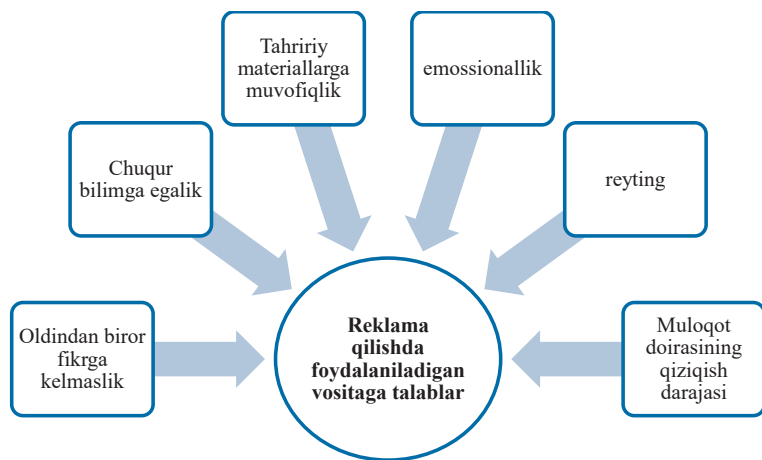 Tahririy
materiallarga
muvofiqlik
emossionallik
Chuqur
bilimga egalik
reyting
Oldindan biror
fikrga
kelmaslik
Reklama
qilishda
foydalaniladigan
vositaga talablar
Muloqot
doirasining
qiziqish
darajasi